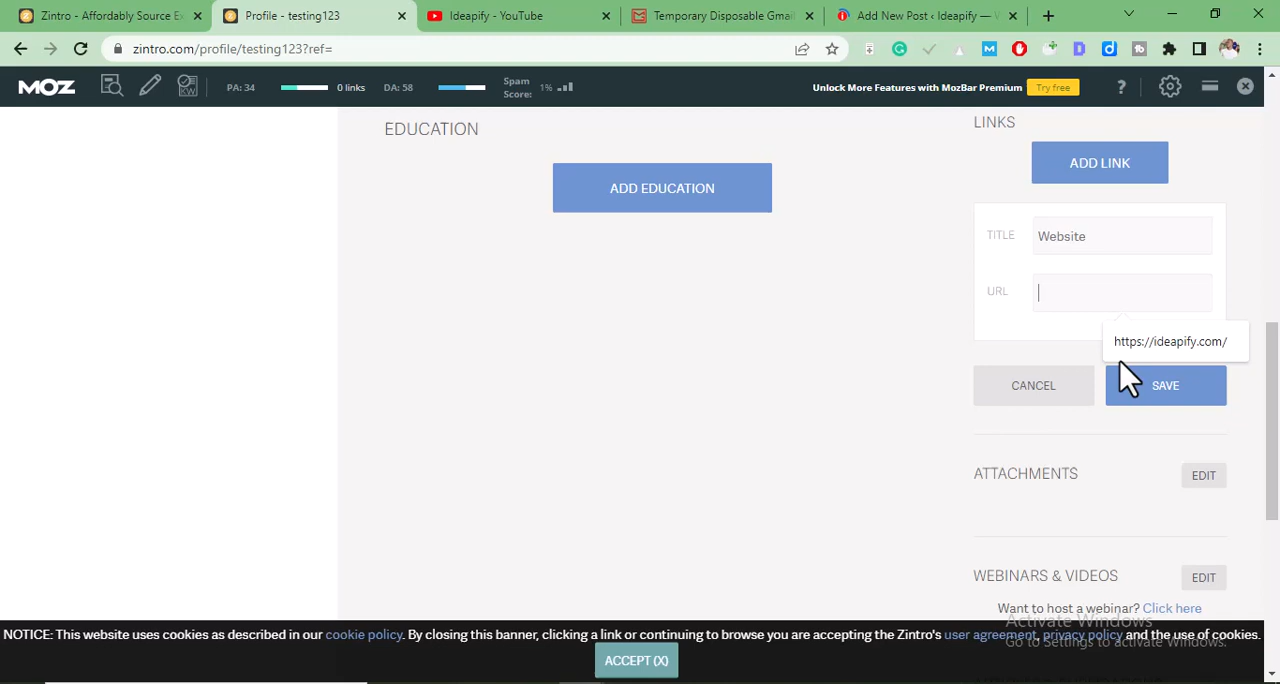 Zintro - Affordably Source E
Profile - testing123
Ideapify - YouTube
Temporary Disposable Gmai
Add New Post ‹ Ideapify — W
zintro.com/profile/testing123?ref=
MOZ
PA: 34
0 links
DA: 58
Spam Score: 1%
Unlock More Features with MozBar Premium
Try free
EDUCATION
ADD EDUCATION
LINKS
ADD LINK
TITLE
Website
URL
https://ideapify.com/
CANCEL
SAVE
ATTACHMENTS
EDIT
WEBINARS & VIDEOS
EDIT
Want to host a webinar? Click here
Activate Windows
Go to Settings to activate Windows.
NOTICE: This website uses cookies as described in our cookie policy. By closing this banner, clicking a link or continuing to browse you are accepting the Zintro's user agreement, privacy policy and the use of cookies.
ACCEPT (X)